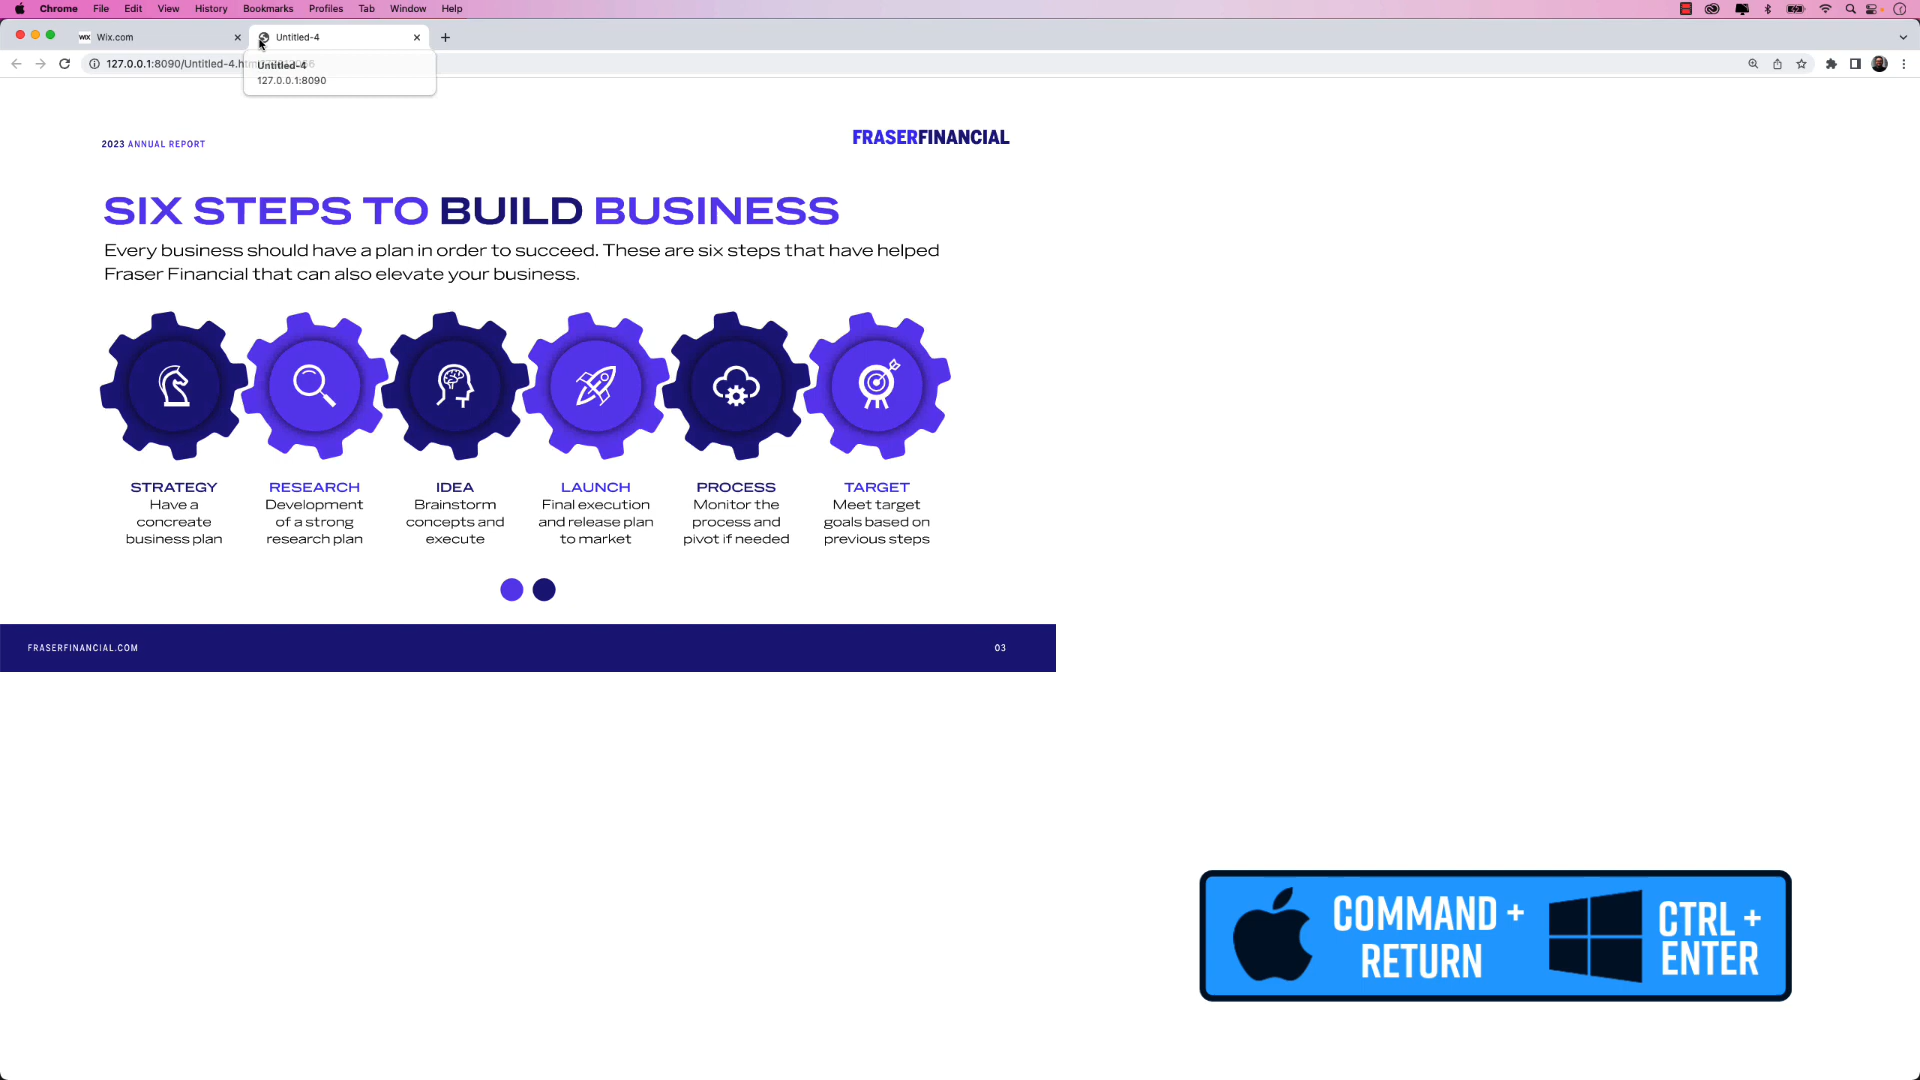 Chrome File Edit View History Bookmarks Profiles Tab Window Help
WIX Wix.com
Untitled-4
127.0.0.1:8090/Untitled-4.htm
Untitled-4
127.0.0.1:8090
2023 ANNUAL REPORT
FRASERFINANCIAL
SIX STEPS TO BUILD BUSINESS
Every business should have a plan in order to succeed. These are six steps that have helped
Fraser Financial that can also elevate your business.
STRATEGY
Have a
concreate
business plan
RESEARCH
Development
of a strong
research plan
IDEA
Brainstorm
concepts and
execute
LAUNCH
Final execution
and release plan
to market
PROCESS
Monitor the
process and
pivot if needed
TARGET
Meet target
goals based on
previous steps
FRASERFINANCIAL.COM
03
COMMAND +
RETURN
CTRL +
ENTER